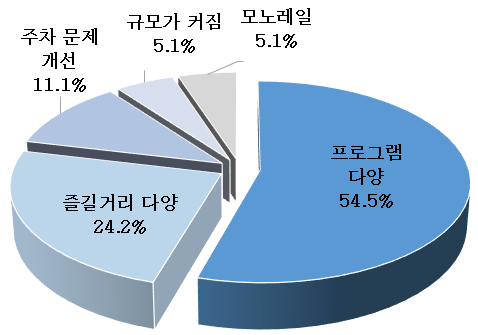 주차 문제
개선
11.1%
규모가 커짐
5.1%
모노레일
5.1%
프로그램
다양
54.5%
즐길거리 다양
24.2%